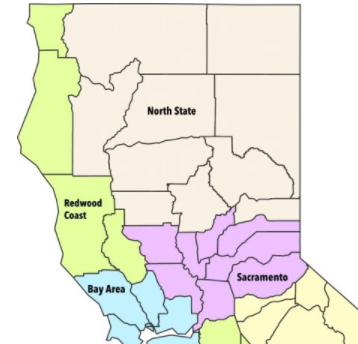 North State
Redwood
Coast
Sacramento
Bay Area